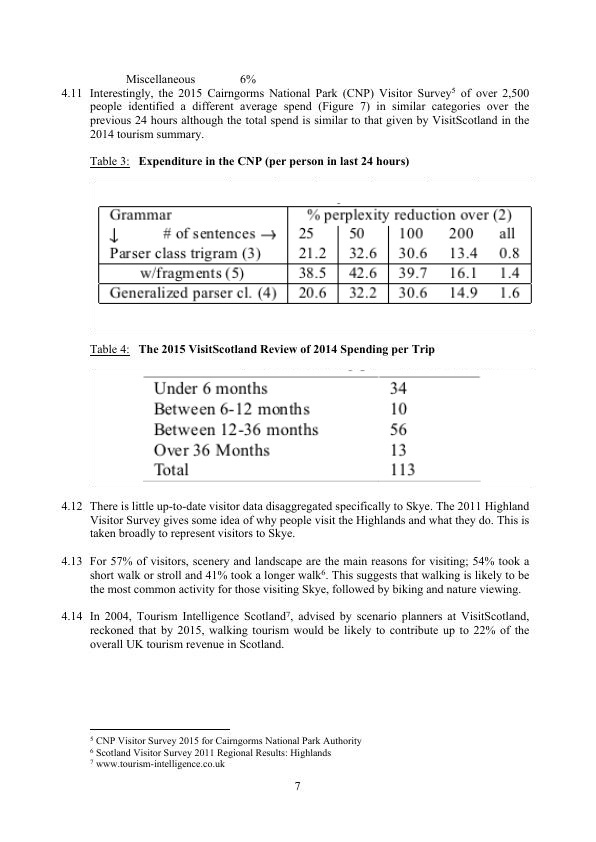 Miscellaneous 6%
4.11 Interestingly, the 2015 Cairngorms National Park (CNP) Visitor Survey5 of over 2,500
people identified a different average spend (Figure 7) in similar categories over the
previous 24 hours although the total spend is similar to that given by VisitScotland in the
2014 tourism summary.
Table 3: Expenditure in the CNP (per person in last 24 hours)
Grammar % perplexity reduction over (2)
↓ # of sentences → 25 50 100 200 all
Parser class trigram (3) 21.2 32.6 30.6 13.4 0.8
w/fragments (5) 38.5 42.6 39.7 16.1 1.4
Generalized parser cl. (4) 20.6 32.2 30.6 14.9 1.6
Table 4: The 2015 VisitScotland Review of 2014 Spending per Trip
Under 6 months 34
Between 6-12 months 10
Between 12-36 months 56
Over 36 Months 13
Total 113
4.12 There is little up-to-date visitor data disaggregated specifically to Skye. The 2011 Highland
Visitor Survey gives some idea of why people visit the Highlands and what they do. This is
taken broadly to represent visitors to Skye.
4.13 For 57% of visitors, scenery and landscape are the main reasons for visiting; 54% took a
short walk or stroll and 41% took a longer walk6. This suggests that walking is likely to be
the most common activity for those visiting Skye, followed by biking and nature viewing.
4.14 In 2004, Tourism Intelligence Scotland7, advised by scenario planners at VisitScotland,
reckoned that by 2015, walking tourism would be likely to contribute up to 22% of the
overall UK tourism revenue in Scotland.
5 CNP Visitor Survey 2015 for Cairngorms National Park Authority
6 Scotland Visitor Survey 2011 Regional Results: Highlands
7 www.tourism-intelligence.co.uk
7